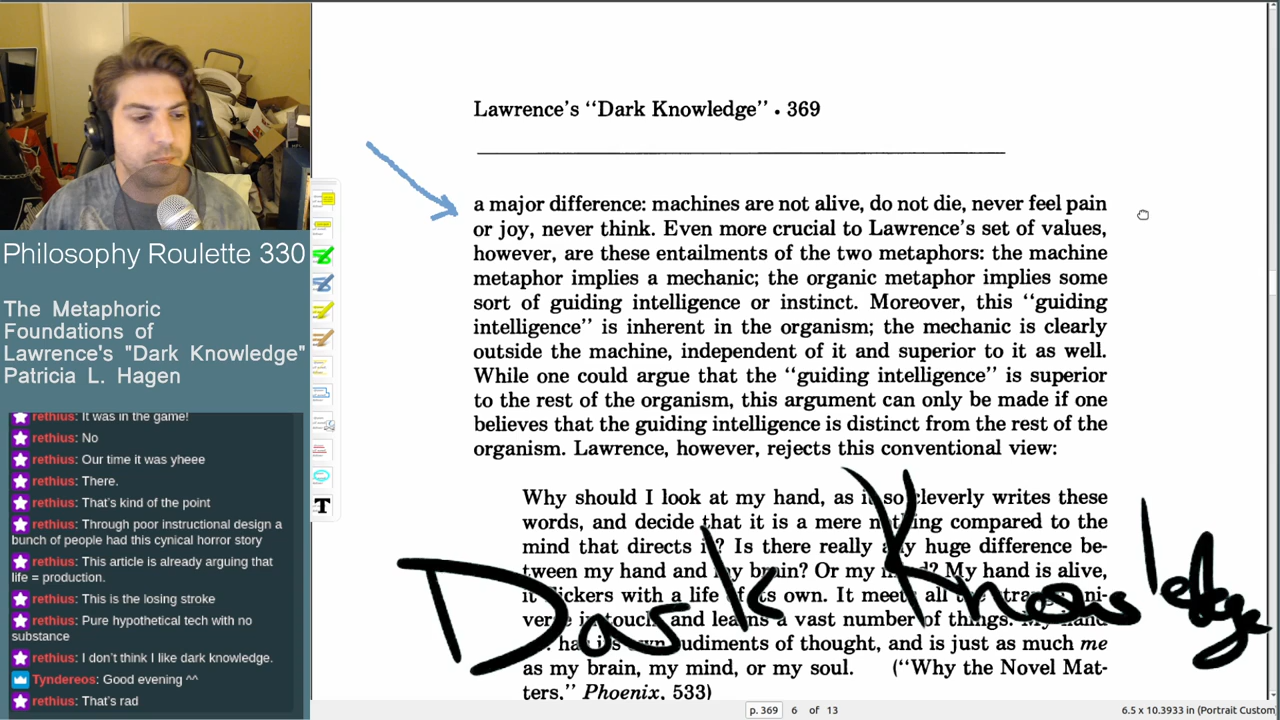 Lawrence's "Dark Knowledge" • 369
a major difference: machines are not alive, do not die, never feel pain
or joy, never think. Even more crucial to Lawrence's set of values,
however, are these entailments of the two metaphors: the machine
metaphor implies a mechanic; the organic metaphor implies some
sort of guiding intelligence or instinct. Moreover, this "guiding
intelligence" is inherent in the organism; the mechanic is clearly
outside the machine, independent of it and superior to it as well.
While one could argue that the "guiding intelligence" is superior
to the rest of the organism, this argument can only be made if one
believes that the guiding intelligence is distinct from the rest of the
organism. Lawrence, however, rejects this conventional view:
Why should I look at my hand, as it so cleverly writes these
words, and decide that it is a mere nothing compared to the
mind that directs it? Is there really any huge difference be-
tween my hand and my brain? Or my mind? My hand is alive,
it flickers with a life of its own. It meets all the strange uni-
verse in touch, and learns a vast number of things. My hand
has its own rudiments of thought, and is just as much me
as my brain, my mind, or my soul. ("Why the Novel Mat-
ters," Phoenix, 533)
Dark Knowledge
T
p. 369 6 of 13
6.5 x 10.3933 in (Portrait Custom
Philosophy Roulette 330
The Metaphoric
Foundations of
Lawrence's "Dark Knowledge"
Patricia L. Hagen
rethius: It was in the game!
rethius: No
rethius: Our time it was yheee
rethius: There.
rethius: That's kind of the point
rethius: Through poor instructional design a
bunch of people had this cynical horror story
rethius: This article is already arguing that
life = production.
rethius: This is the losing stroke
rethius: Pure hypothetical tech with no
substance
rethius: I don't think I like dark knowledge.
Tyndereos: Good evening ^^
rethius: That's rad